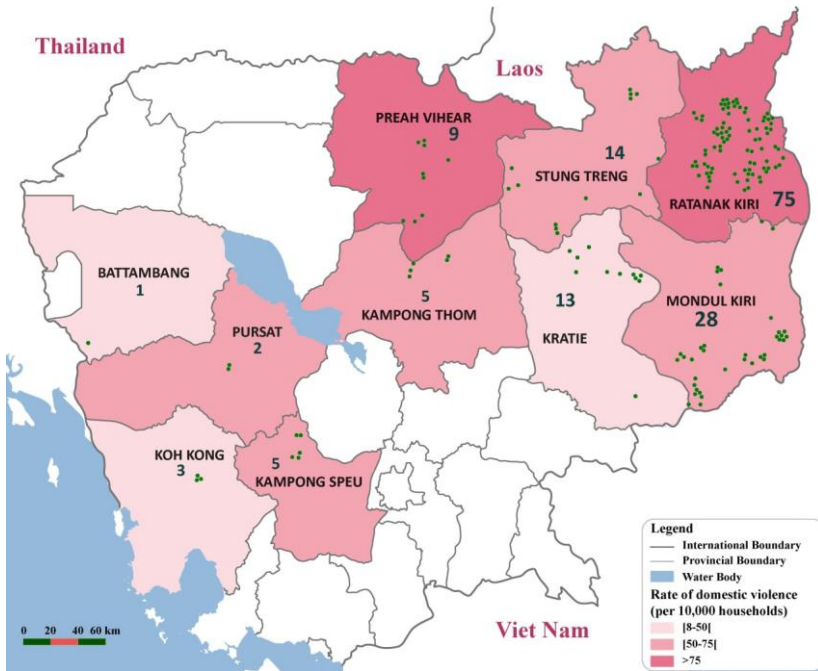 Thailand
Laos
PREAH VIHEAR
9
14
STUNG TRENG
RATANAK KIRI 75
BATTAMBANG
1
5
KAMPONG THOM
13
KRATIE
MONDUL KIRI
28
PURSAT
2
KOH KONG
3
5
KAMPONG SPEU
Viet Nam
0 20 40 60 km
Legend
International Boundary
Provincial Boundary
Water Body
Rate of domestic violence
(per 10,000 households)
[8-50[
[50-75[
>75